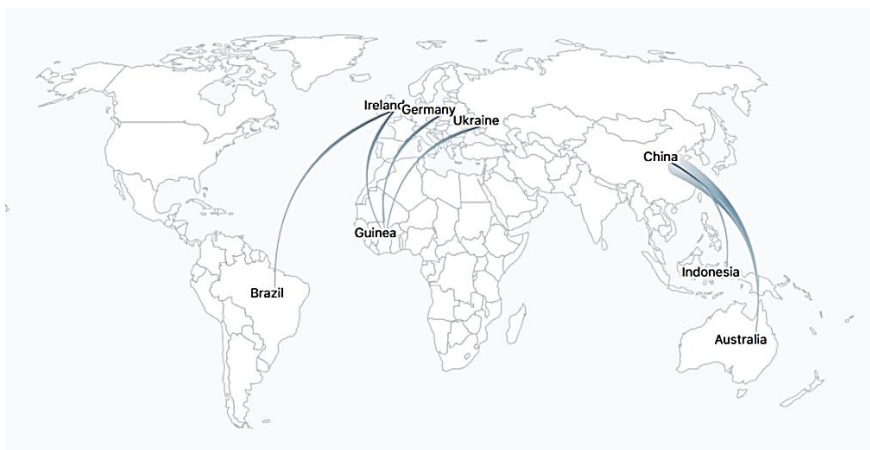 Ireland
Germany
Ukraine
China
Guinea
Indonesia
Brazil
Australia